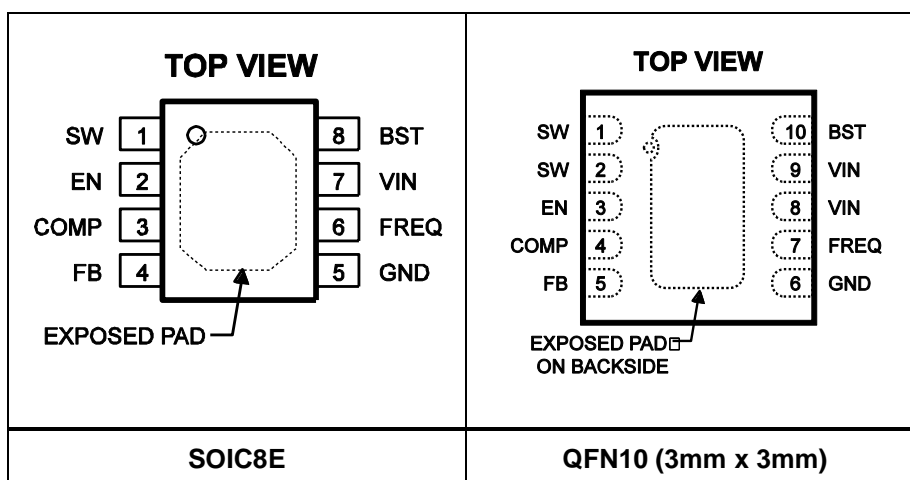 TOP VIEW
SW 1
8 BST
EN 2
7 VIN
COMP 3
6 FREQ
FB 4
5 GND
EXPOSED PAD
SOIC8E
TOP VIEW
SW 1
10 BST
SW 2
9 VIN
EN 3
8 VIN
COMP 4
7 FREQ
FB 5
6 GND
EXPOSED PAD□
ON BACKSIDE
QFN10 (3mm x 3mm)